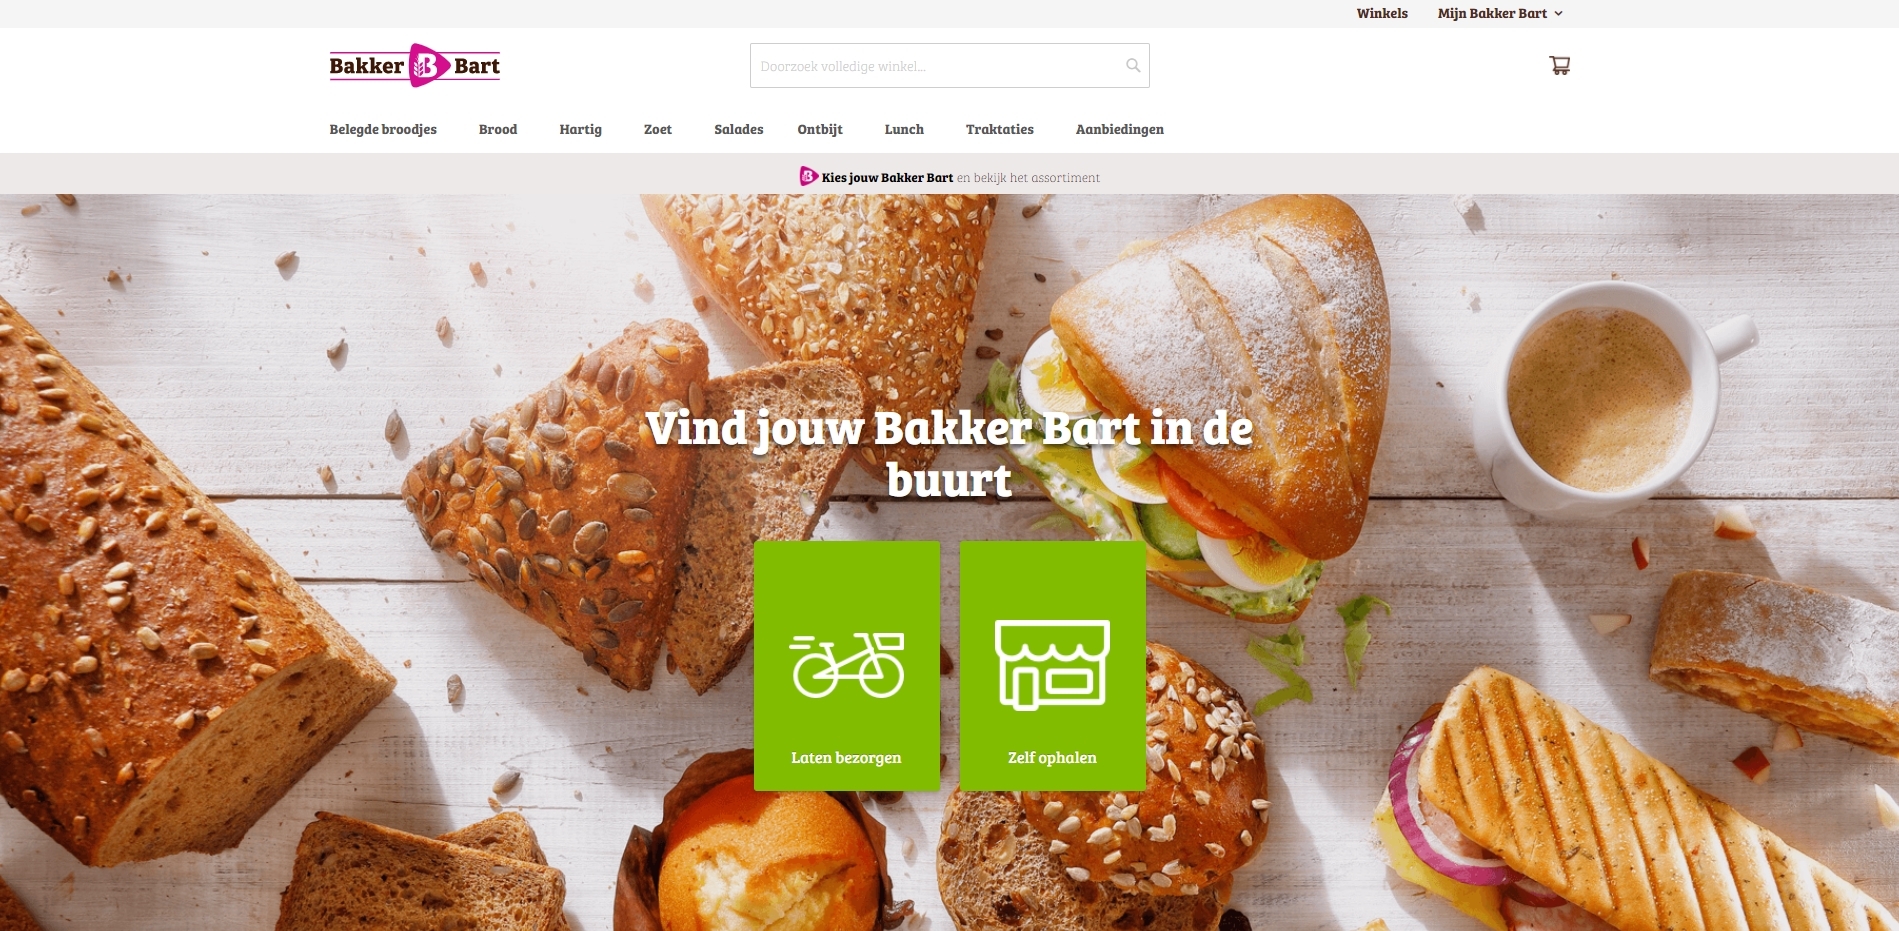 Winkels Mijn Bakker Bart
Bakker B Bart
Doorzoek volledige winkel...
Belegde broodjes Brood Hartig Zoet Salades Ontbijt Lunch Traktaties Aanbiedingen
B Kies jouw Bakker Bart en bekijk het assortiment
Vind jouw Bakker Bart in de
buurt
Laten bezorgen
Zelf ophalen